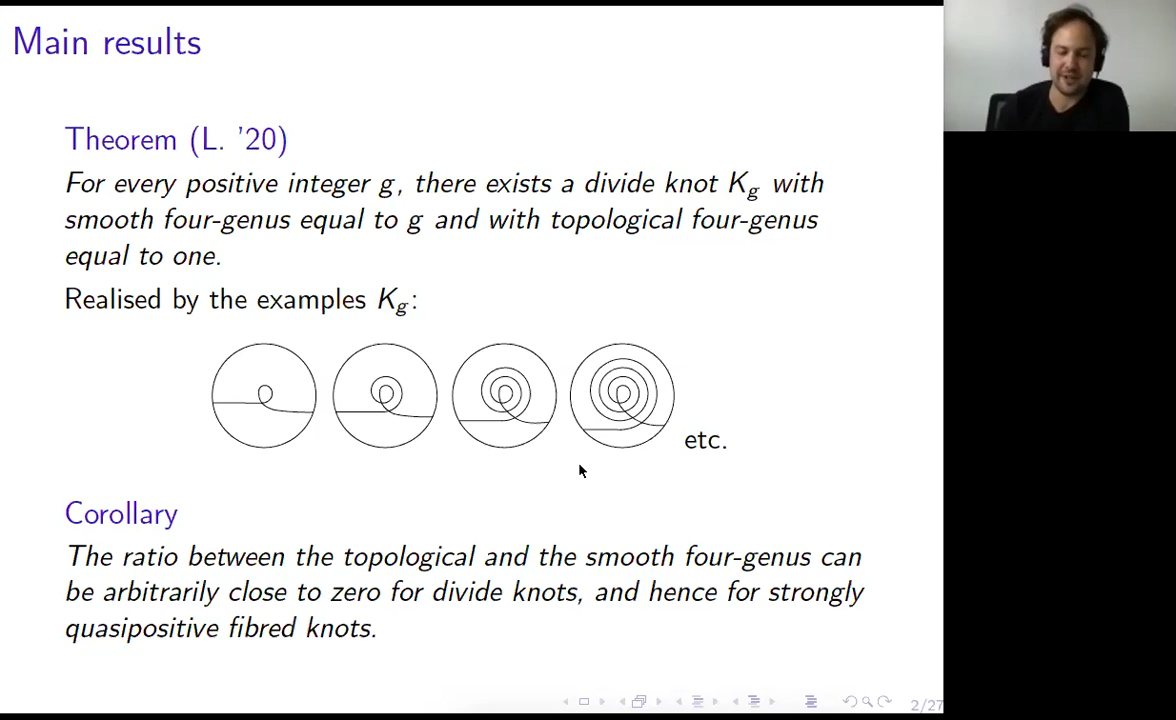 Main results
Theorem (L. '20)
For every positive integer g, there exists a divide knot K_g with
smooth four-genus equal to g and with topological four-genus
equal to one.
Realised by the examples K_g:
etc.
Corollary
The ratio between the topological and the smooth four-genus can
be arbitrarily close to zero for divide knots, and hence for strongly
quasipositive fibred knots.
2/27